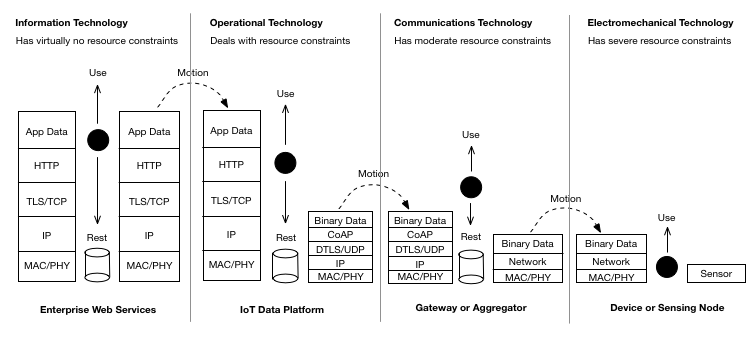 Information Technology
Has virtually no resource constraints
Operational Technology
Deals with resource constraints
Communications Technology
Has moderate resource constraints
Electromechanical Technology
Has severe resource constraints
Use
App Data
HTTP
TLS/TCP
IP
MAC/PHY
Rest
App Data
HTTP
TLS/TCP
IP
MAC/PHY
Motion
App Data
HTTP
TLS/TCP
IP
MAC/PHY
Use
Rest
Binary Data
CoAP
DTLS/UDP
IP
MAC/PHY
Motion
Binary Data
CoAP
DTLS/UDP
IP
MAC/PHY
Use
Rest
Binary Data
Network
MAC/PHY
Motion
Binary Data
Network
MAC/PHY
Use
Sensor
Enterprise Web Services
IoT Data Platform
Gateway or Aggregator
Device or Sensing Node